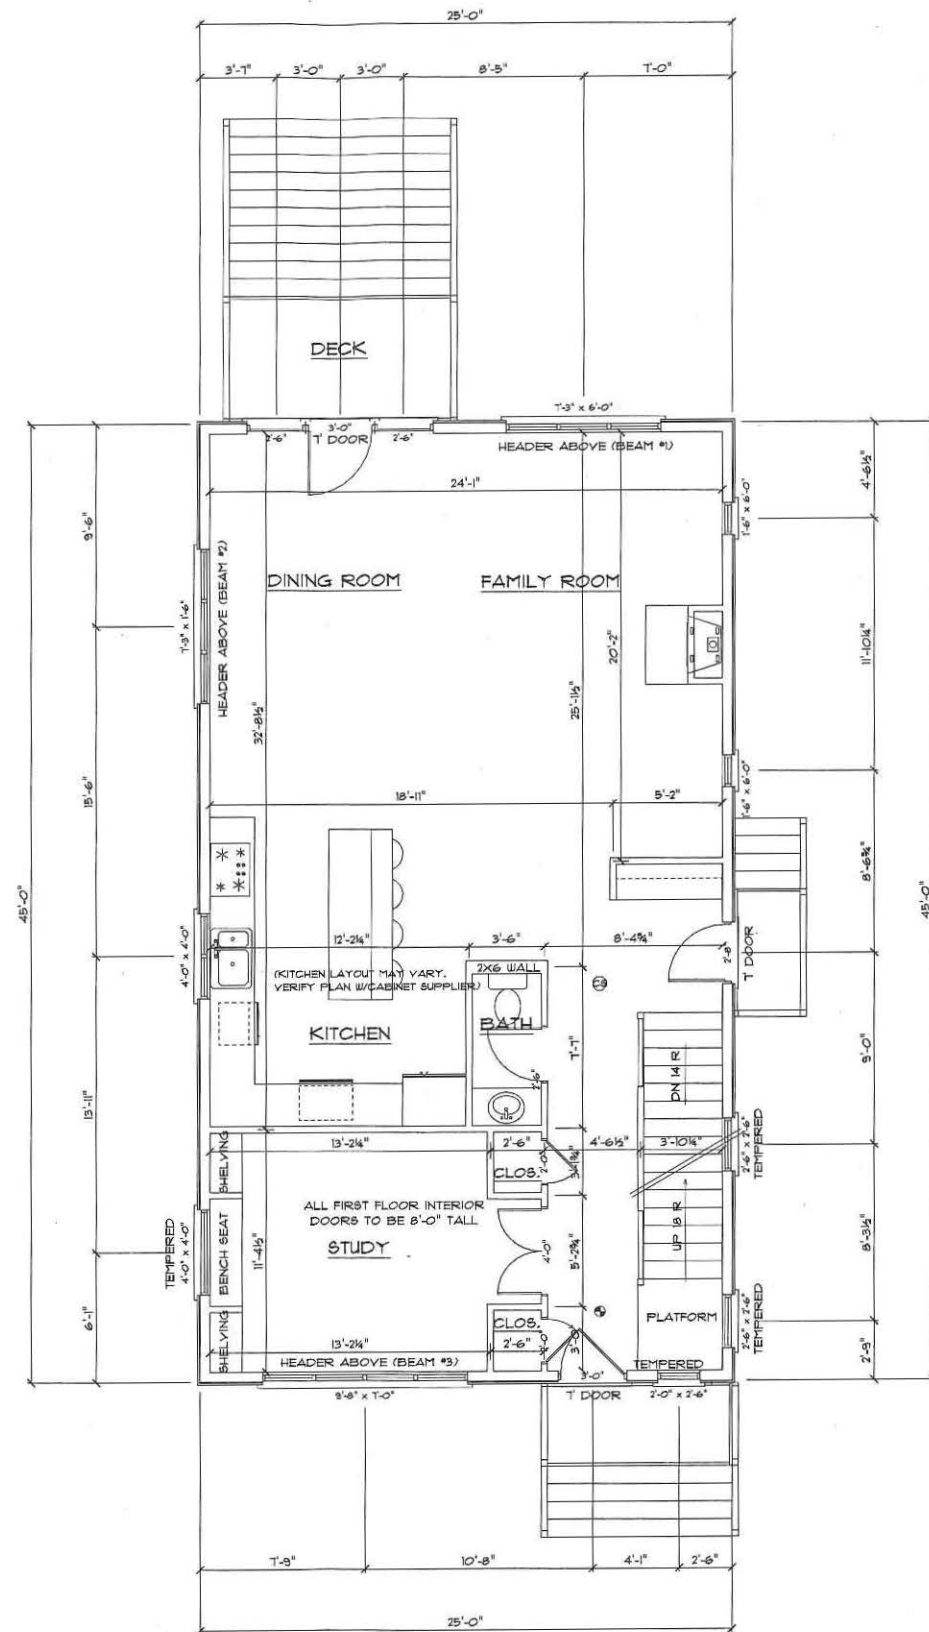 25'-0"
3'-7"
3'-0"
3'-0"
8'-5"
7'-0"
DECK
7'-3" x 6'-0"
2'-6"
3'-0"
7' DOOR
2'-6"
HEADER ABOVE (BEAM #1)
24'-1"
4'-6½"
1'-6" x 6'-0"
9'-6"
HEADER ABOVE (BEAM #2)
7'-3" x 1'-6"
DINING ROOM
FAMILY ROOM
20'-2"
25'-1½"
32'-8½"
11'-10¼"
15'-6"
18'-11"
5'-2"
1'-6" x 6'-0"
8'-6¾"
45'-0"
45'-0"
4'-0" x 4'-0"
12'-2¼"
3'-6"
8'-4¾"
2'-8"
7' DOOR
(KITCHEN LAYOUT MAY VARY.
VERIFY PLAN W/CABINET SUPPLIER)
2X6 WALL
KITCHEN
BATH
7'-7"
2'-6"
DN 14 R
9'-0"
13'-11"
SHELVING
13'-2¼"
2'-6"
4'-6½"
3'-10¼"
2'-6" x 2'-6"
TEMPERED
CLOS.
2'-0"
ALL FIRST FLOOR INTERIOR
DOORS TO BE 8'-0" TALL
STUDY
TEMPERED
4'-0" x 4'-0"
BENCH SEAT
11'-4½"
4'-0"
5'-2¾"
UP 18 R
8'-3½"
6'-1"
SHELVING
13'-2¼"
CLOS.
2'-6"
2'-0"
3'-0"
PLATFORM
2'-6" x 2'-6"
TEMPERED
2'-9"
HEADER ABOVE (BEAM #3)
TEMPERED
9'-8" x 7'-0"
3'-0"
7' DOOR
2'-0" x 2'-6"
7'-9"
10'-8"
4'-1"
2'-6"
25'-0"